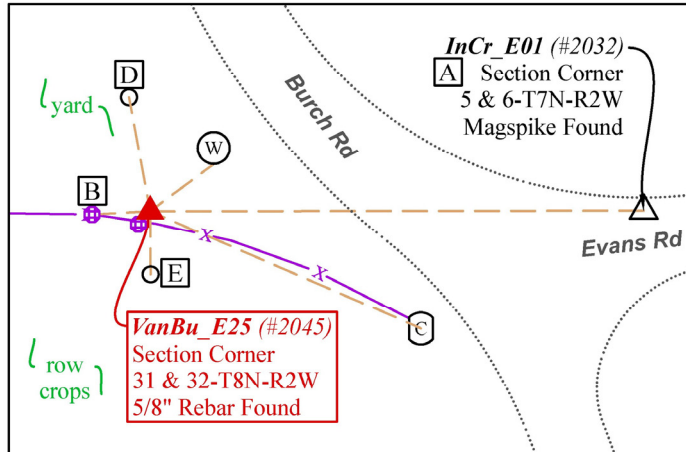 D
yard
W
B
E
Burch Rd
InCr_E01 (#2032)
A Section Corner
5 & 6-T7N-R2W
Magspike Found
Evans Rd
X
X
C
VanBu_E25 (#2045)
Section Corner
31 & 32-T8N-R2W
5/8" Rebar Found
row
crops